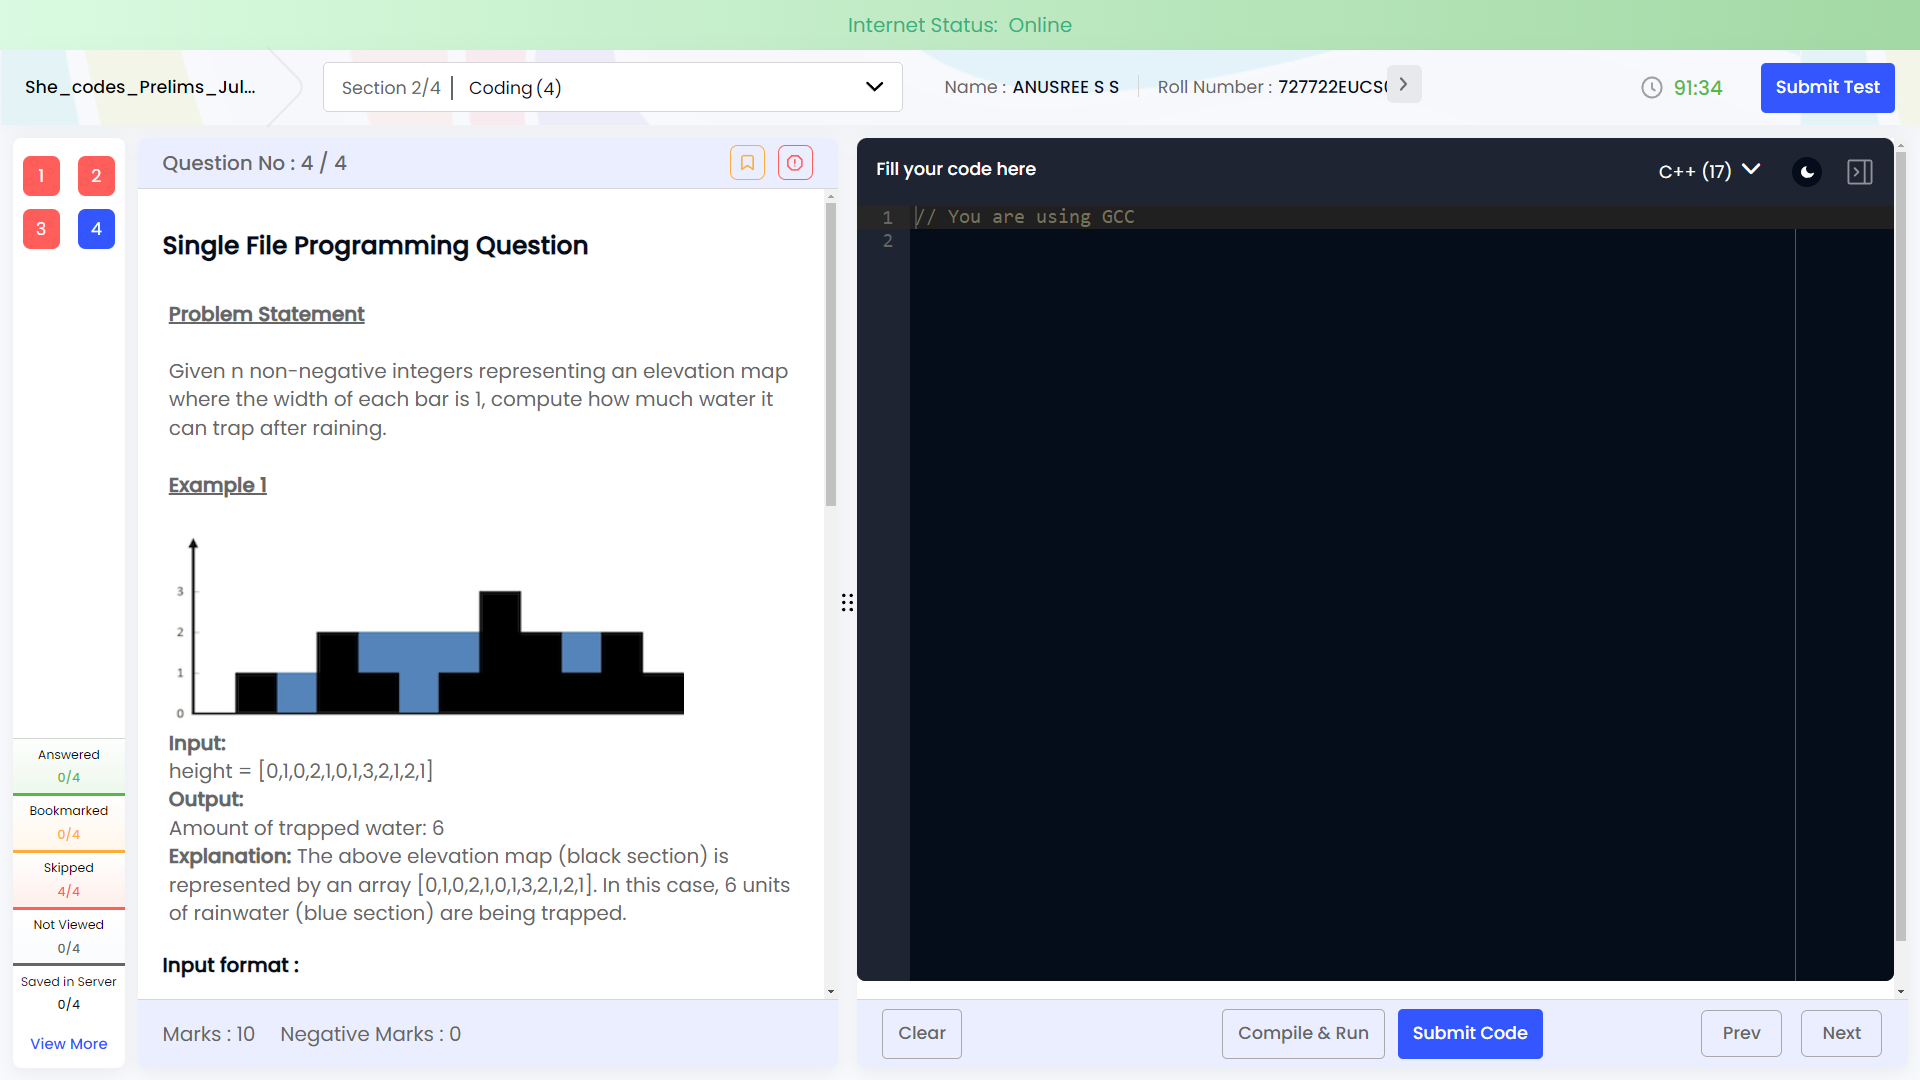 Internet Status: Online
She_codes_Prelims_Jul...
Section 2/4 | Coding (4)
Name : ANUSREE S S
Roll Number : 727722EUCS
91:34
Submit Test
1 2
3 4
Question No : 4 / 4
Single File Programming Question
Problem Statement
Given n non-negative integers representing an elevation map
where the width of each bar is 1, compute how much water it
can trap after raining.
Example 1
3
2
1
0
Input:
height = [0,1,0,2,1,0,1,3,2,1,2,1]
Output:
Amount of trapped water: 6
Explanation: The above elevation map (black section) is
represented by an array [0,1,0,2,1,0,1,3,2,1,2,1]. In this case, 6 units
of rainwater (blue section) are being trapped.
Input format :
Answered
0/4
Bookmarked
0/4
Skipped
4/4
Not Viewed
0/4
Saved in Server
0/4
View More
Marks : 10 Negative Marks : 0
Fill your code here
C++ (17)
1 // You are using GCC
2
Clear
Compile & Run
Submit Code
Prev
Next